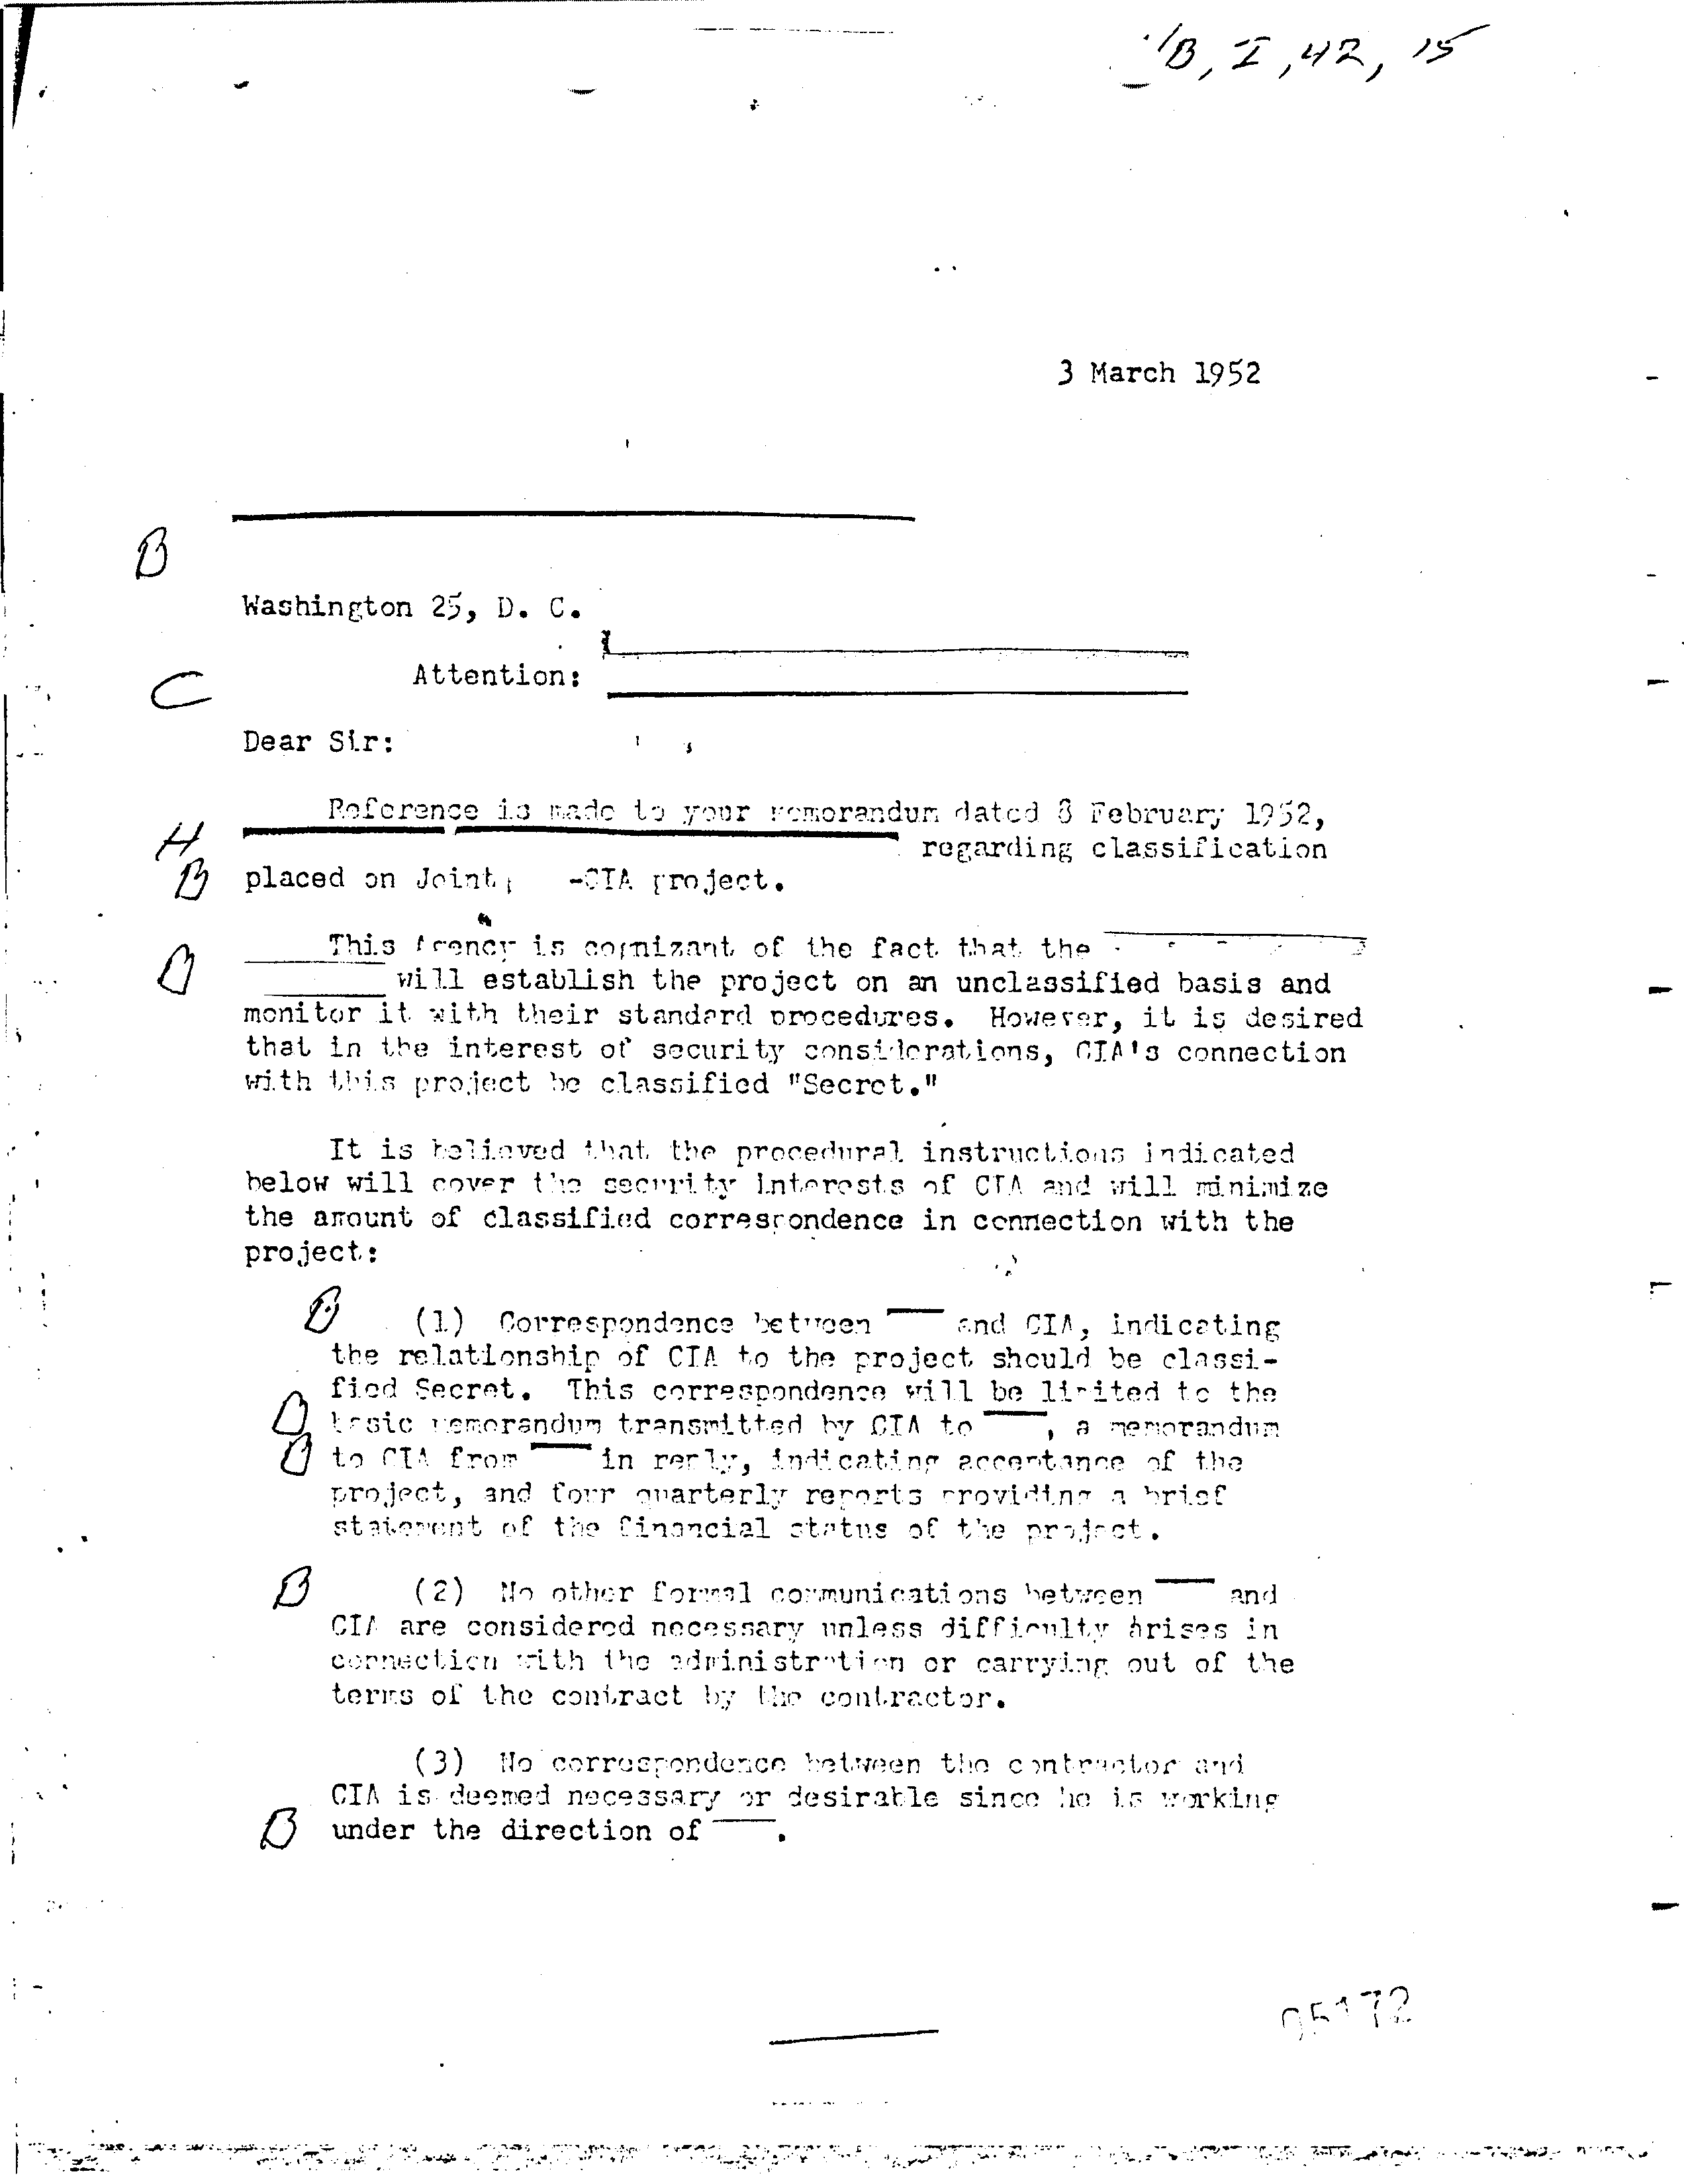 B, I, 42, 15
3 March 1952
B
Washington 25, D. C.
C
Attention:
Dear Sir:
Reference is made to your memorandum dated 8 February 1952,
H
regarding classification
B placed on Joint -CIA project.
This Agency is cognizant of the fact that the
B will establish the project on an unclassified basis and
monitor it with their standard procedures. However, it is desired
that in the interest of security considerations, CIA's connection
with this project be classified "Secret."
It is believed that the procedural instructions indicated
below will cover the security interests of CIA and will minimize
the amount of classified correspondence in connection with the
project:
B (1) Correspondence between and CIA, indicating
the relationship of CIA to the project should be classi-
fied Secret. This correspondence will be limited to the
B basic memorandum transmitted by CIA to , a memorandum
B to CIA from in reply, indicating acceptance of the
project, and four quarterly reports providing a brief
statement of the financial status of the project.
B (2) No other formal communications between and
CIA are considered necessary unless difficulty arises in
connection with the administration or carrying out of the
terms of the contract by the contractor.
(3) No correspondence between the contractor and
CIA is deemed necessary or desirable since he is working
B under the direction of .